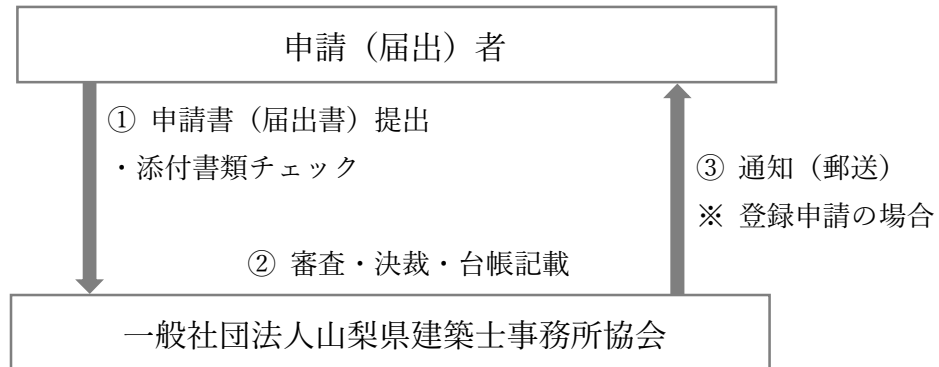 申請（届出）者
① 申請書（届出書）提出
・添付書類チェック
③ 通知（郵送）
※ 登録申請の場合
② 審査・決裁・台帳記載
一般社団法人山梨県建築士事務所協会